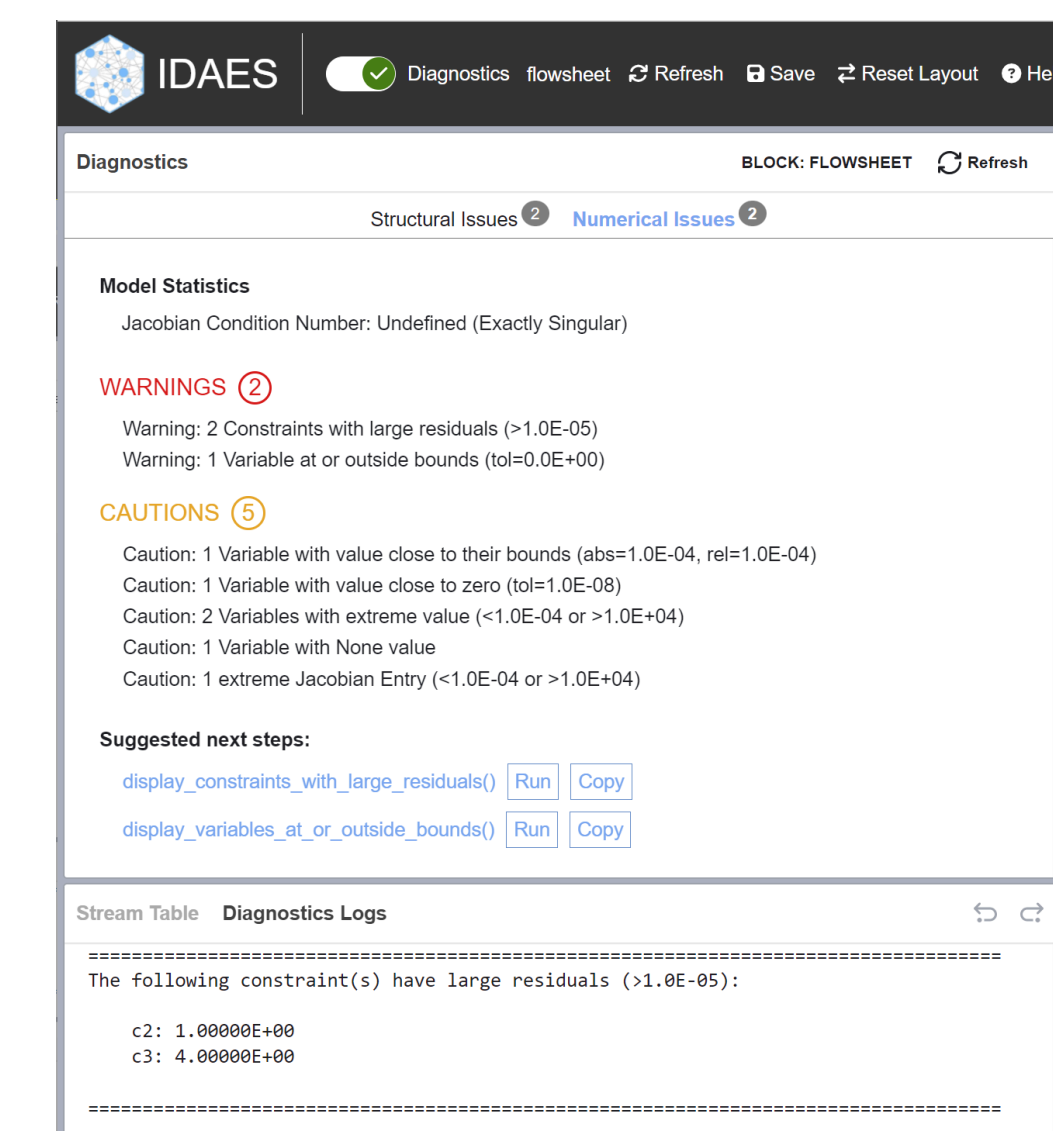 IDAES Diagnostics flowsheet Refresh Save Reset Layout ? He
Diagnostics BLOCK: FLOWSHEET Refresh
Structural Issues 2 Numerical Issues 2
Model Statistics
Jacobian Condition Number: Undefined (Exactly Singular)
WARNINGS 2
Warning: 2 Constraints with large residuals (>1.0E-05)
Warning: 1 Variable at or outside bounds (tol=0.0E+00)
CAUTIONS 5
Caution: 1 Variable with value close to their bounds (abs=1.0E-04, rel=1.0E-04)
Caution: 1 Variable with value close to zero (tol=1.0E-08)
Caution: 2 Variables with extreme value (<1.0E-04 or >1.0E+04)
Caution: 1 Variable with None value
Caution: 1 extreme Jacobian Entry (<1.0E-04 or >1.0E+04)
Suggested next steps:
display_constraints_with_large_residuals() Run Copy
display_variables_at_or_outside_bounds() Run Copy
Stream Table Diagnostics Logs
====================================================================================
The following constraint(s) have large residuals (>1.0E-05):
c2: 1.00000E+00
c3: 4.00000E+00
====================================================================================